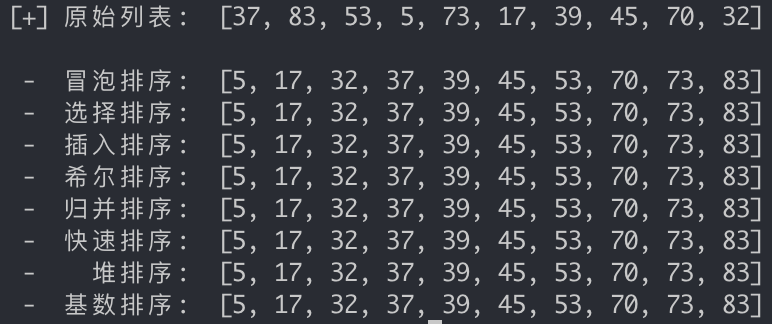 [+] 原始列表: [37, 83, 53, 5, 73, 17, 39, 45, 70, 32]
- 冒泡排序: [5, 17, 32, 37, 39, 45, 53, 70, 73, 83]
- 选择排序: [5, 17, 32, 37, 39, 45, 53, 70, 73, 83]
- 插入排序: [5, 17, 32, 37, 39, 45, 53, 70, 73, 83]
- 希尔排序: [5, 17, 32, 37, 39, 45, 53, 70, 73, 83]
- 归并排序: [5, 17, 32, 37, 39, 45, 53, 70, 73, 83]
- 快速排序: [5, 17, 32, 37, 39, 45, 53, 70, 73, 83]
- 堆排序: [5, 17, 32, 37, 39, 45, 53, 70, 73, 83]
- 基数排序: [5, 17, 32, 37, 39, 45, 53, 70, 73, 83]